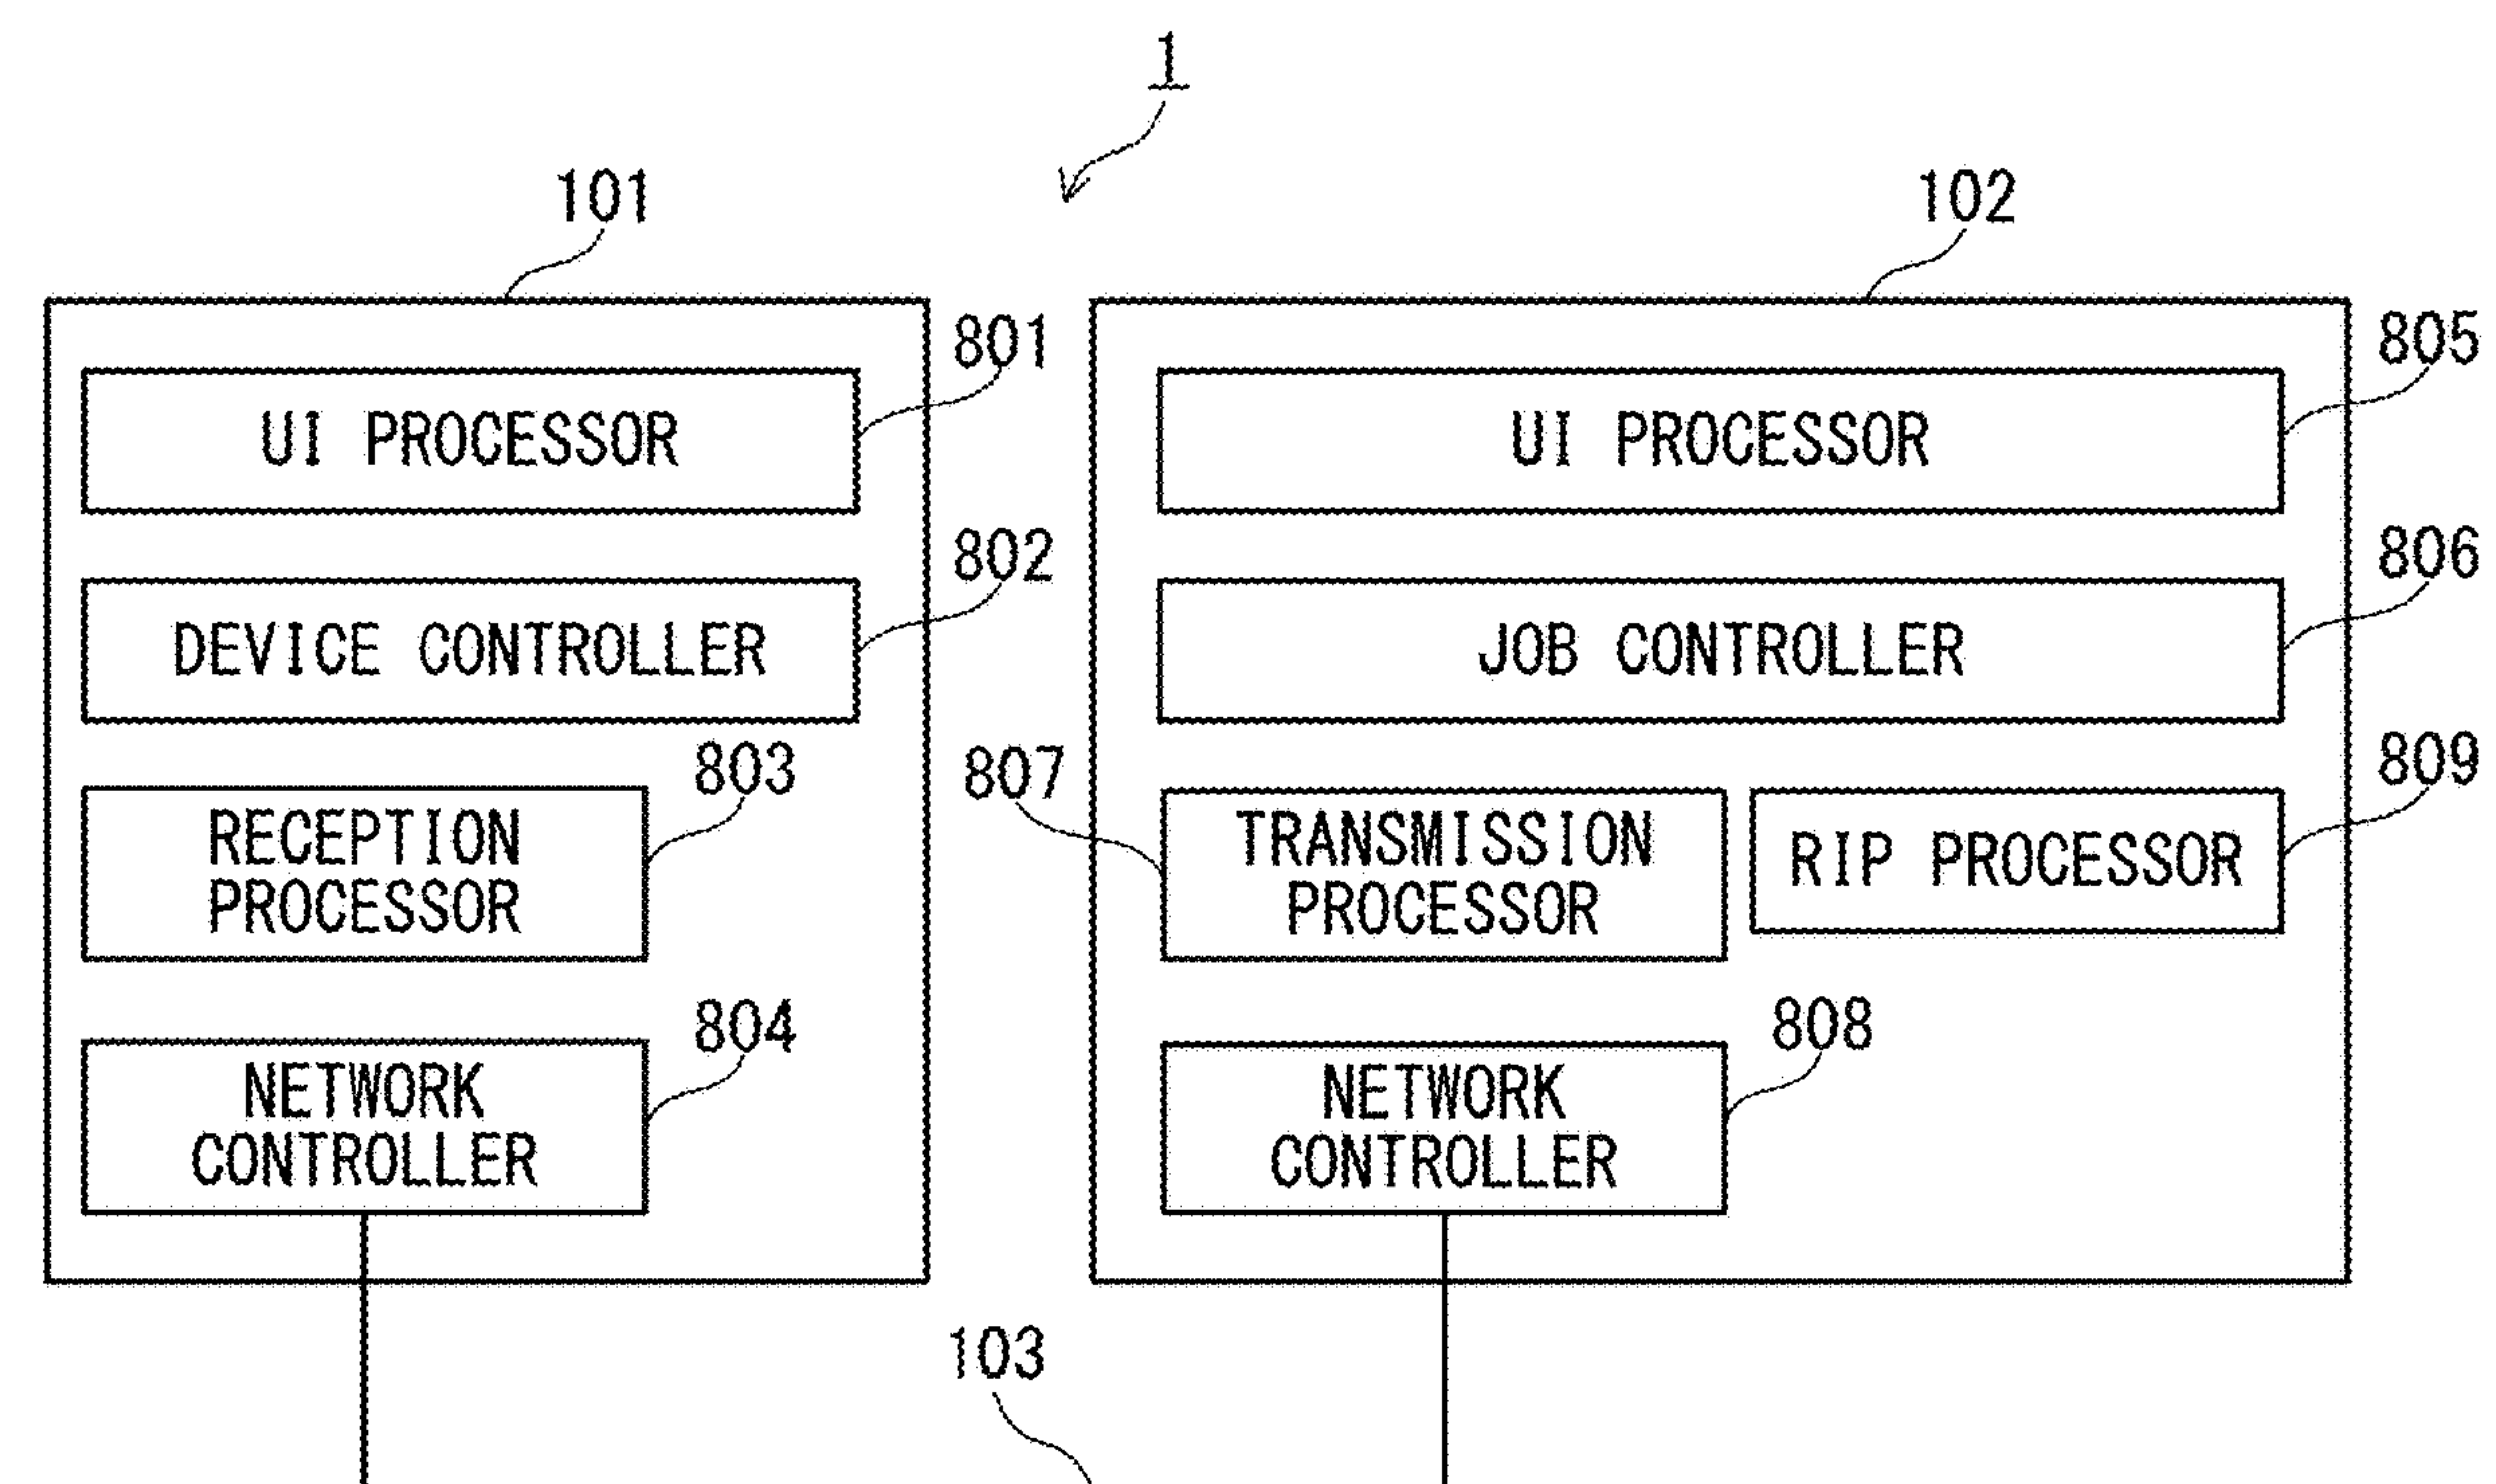 1
101
102
801
805
UI PROCESSOR
UI PROCESSOR
802
806
DEVICE CONTROLLER
JOB CONTROLLER
803
807
809
RECEPTION
PROCESSOR
TRANSMISSION
PROCESSOR
RIP PROCESSOR
804
808
NETWORK
CONTROLLER
NETWORK
CONTROLLER
103